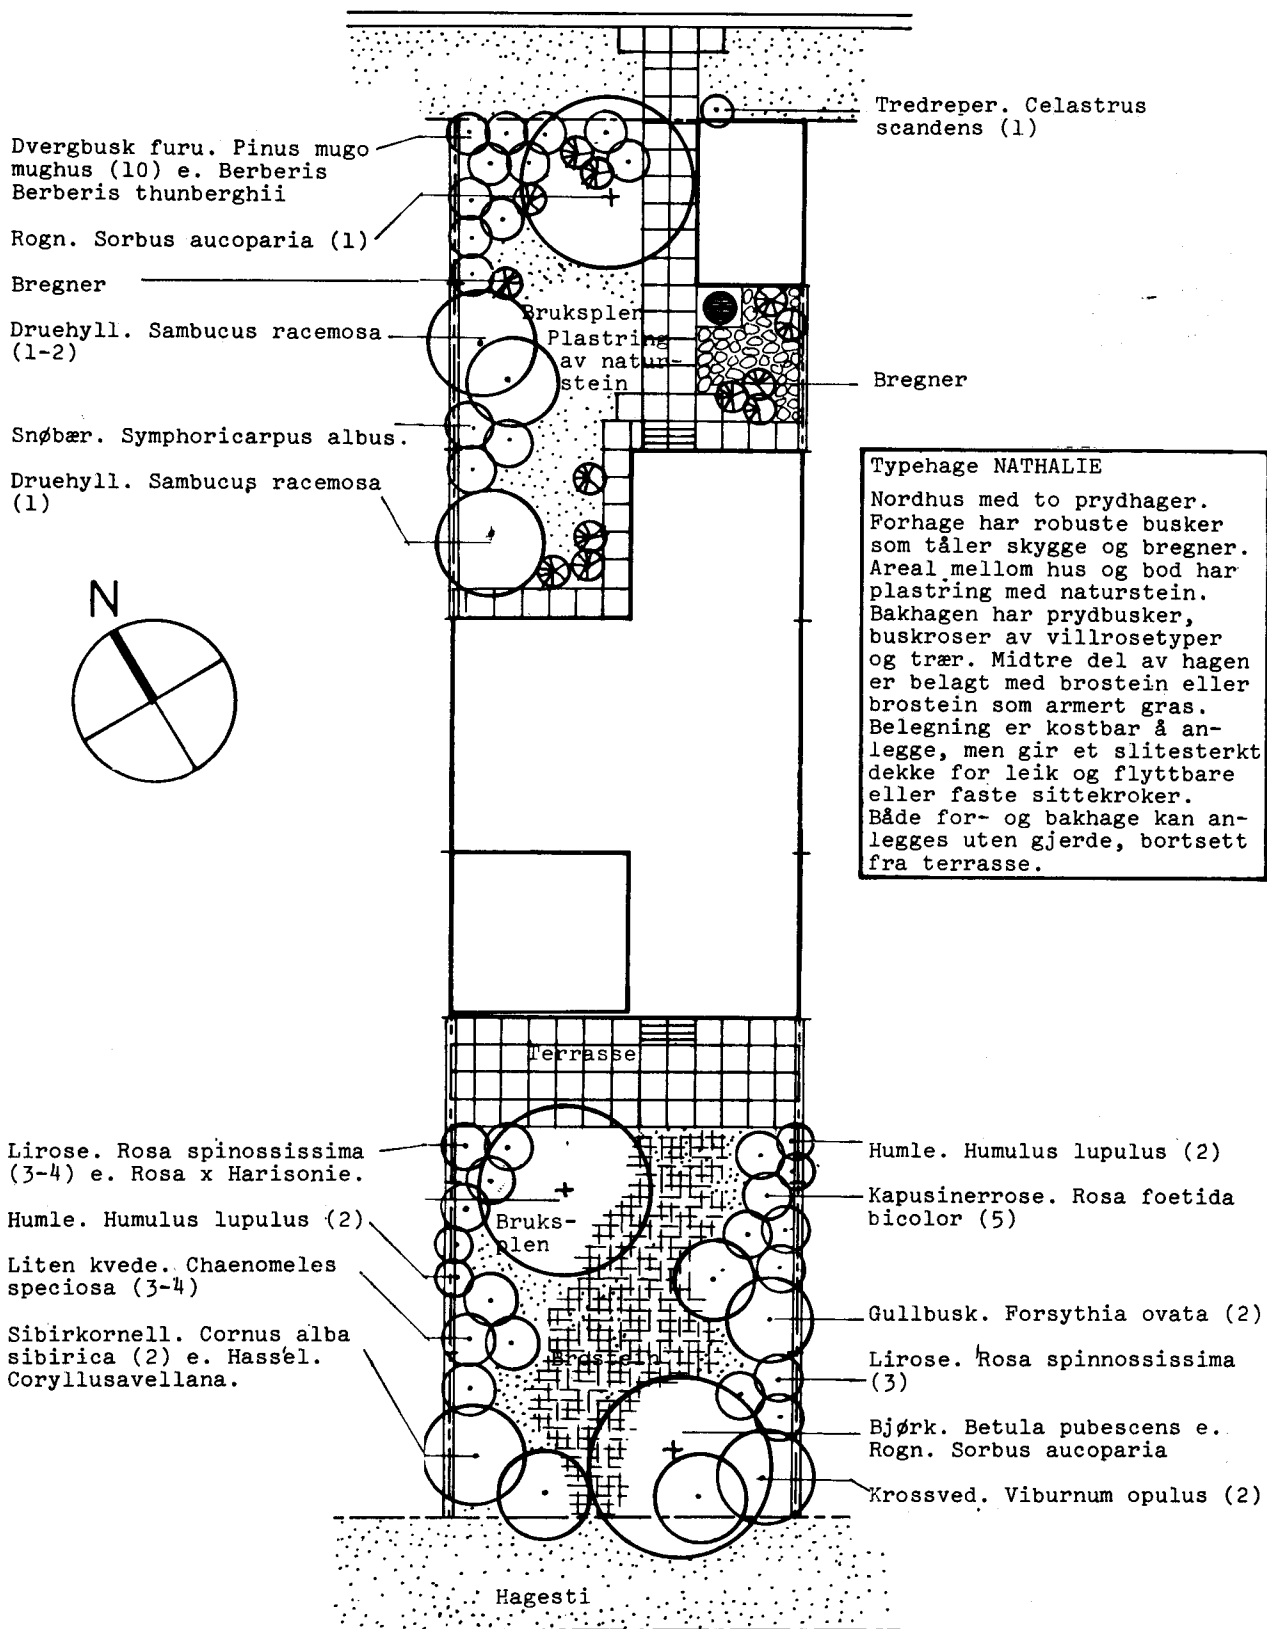 Tredreper. Celastrus
scandens (1)
Dvergbusk furu. Pinus mugo
mughus (10) e. Berberis
Berberis thunberghii
Rogn. Sorbus aucoparia (1)
Bregner
Druehyll. Sambucus racemosa
(1-2)
Bruksplen
Plastring
av natur-
stein
Bregner
Snøbær. Symphoricarpus albus.
Druehyll. Sambucus racemosa
(1)
Typehage NATHALIE
Nordhus med to prydhager.
Forhage har robuste busker
som tåler skygge og bregner.
Areal mellom hus og bod har
plastring med naturstein.
Bakhagen har prydbusker,
buskroser av villrosetyper
og trær. Midtre del av hagen
er belagt med brostein eller
brostein som armert gras.
Belegning er kostbar å an-
legge, men gir et slitesterkt
dekke for leik og flyttbare
eller faste sittekroker.
Både for- og bakhage kan an-
legges uten gjerde, bortsett
fra terrasse.
N
Terrasse
Lirose. Rosa spinossissima
(3-4) e. Rosa x Harisonie.
Humle. Humulus lupulus (2)
Liten kvede. Chaenomeles
speciosa (3-4)
Sibirkornell. Cornus alba
sibirica (2) e. Hassel.
Coryllusavellana.
Bruks-
plen
Brostein
Humle. Humulus lupulus (2)
Kapusinerrose. Rosa foetida
bicolor (5)
Gullbusk. Forsythia ovata (2)
Lirose. Rosa spinnossissima
(3)
Bjørk. Betula pubescens e.
Rogn. Sorbus aucoparia
Krossved. Viburnum opulus (2)
Hagesti